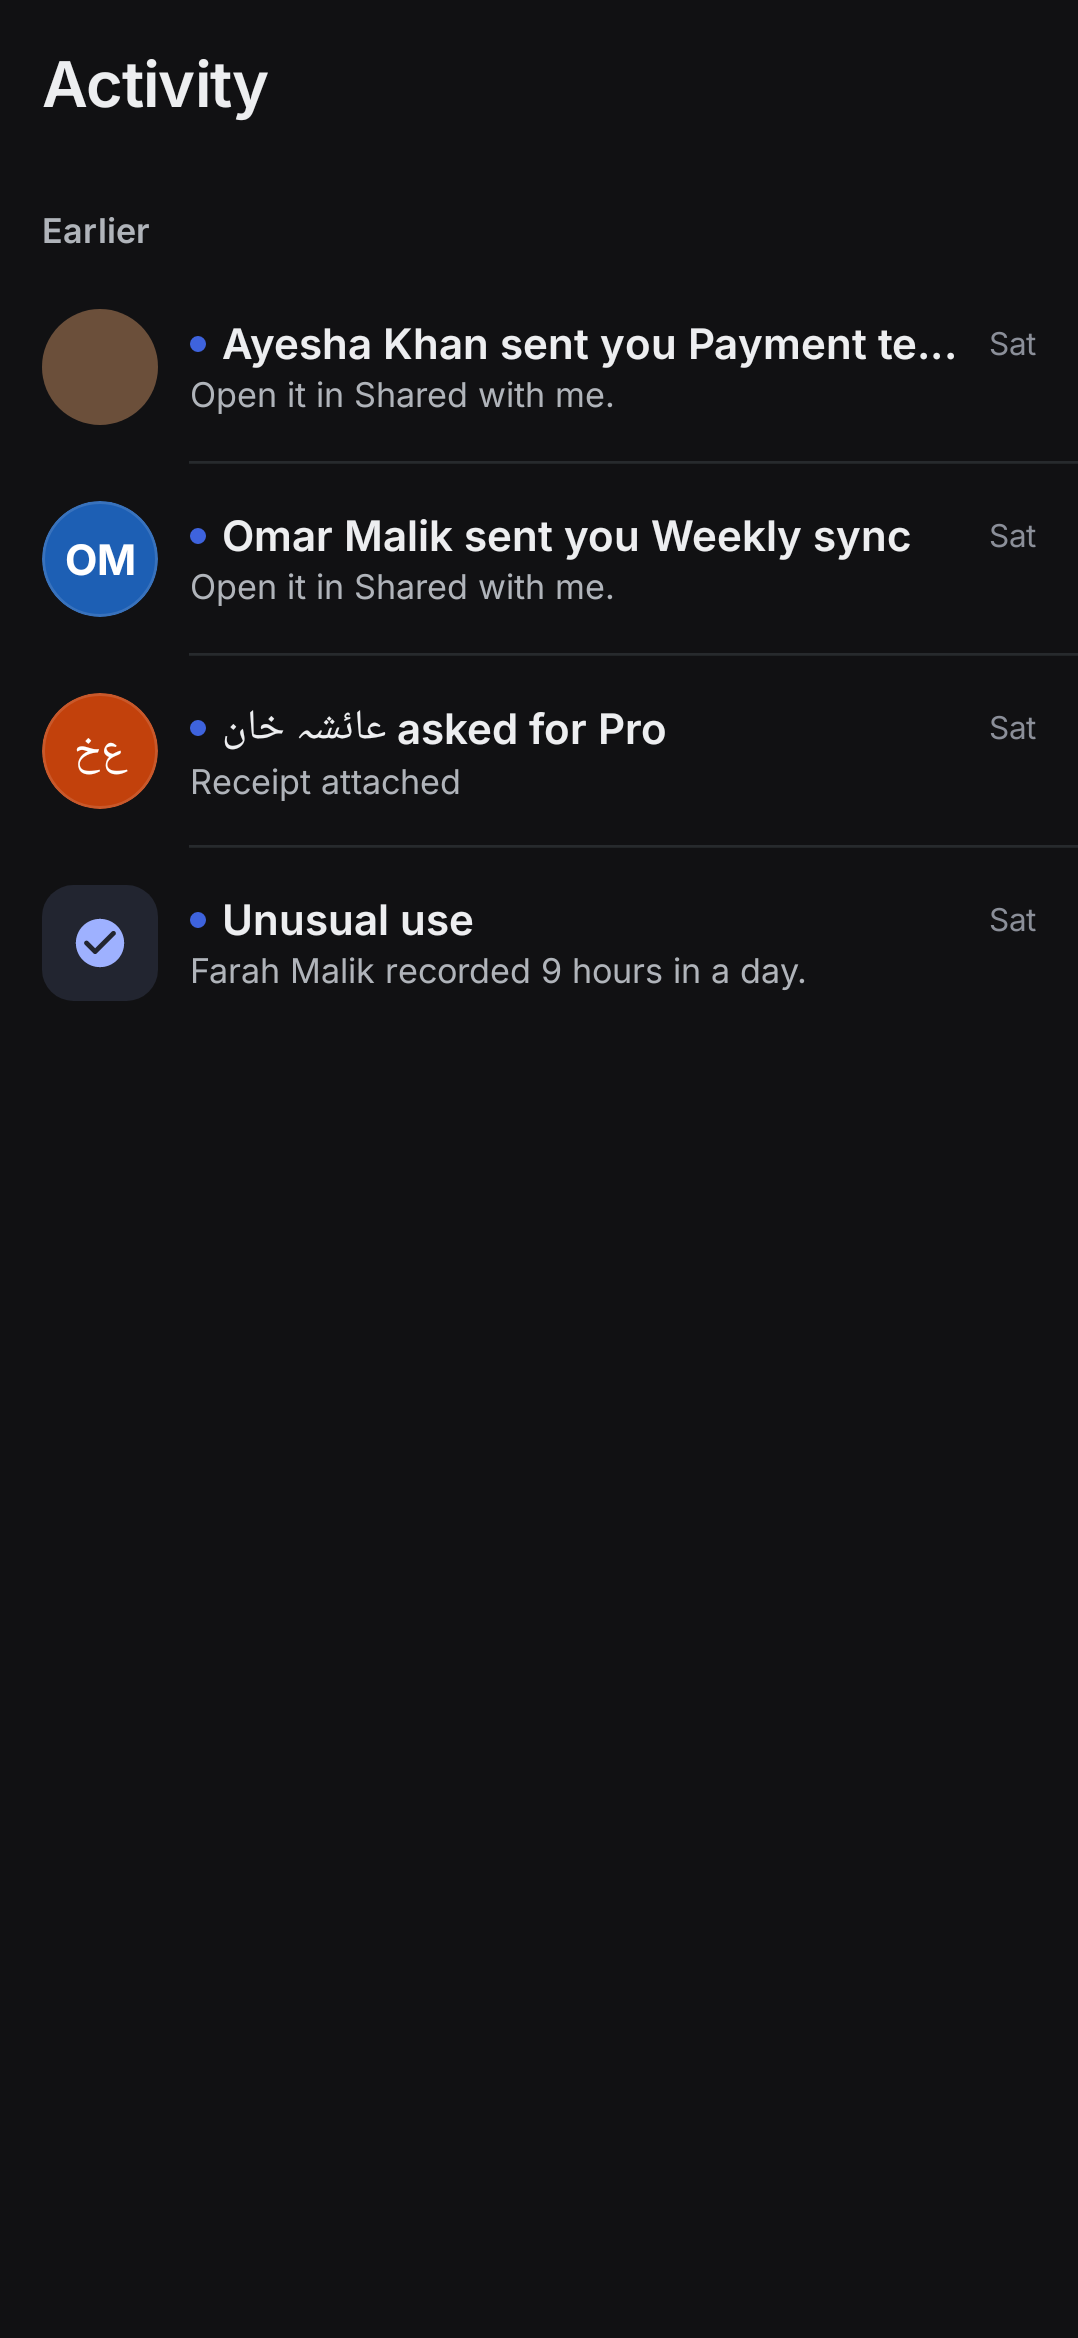 Activity
Earlier
Ayesha Khan sent you Payment te...
Sat
Open it in Shared with me.
OM
Omar Malik sent you Weekly sync
Sat
Open it in Shared with me.
عخ
عائشہ خان asked for Pro
Sat
Receipt attached
Unusual use
Sat
Farah Malik recorded 9 hours in a day.